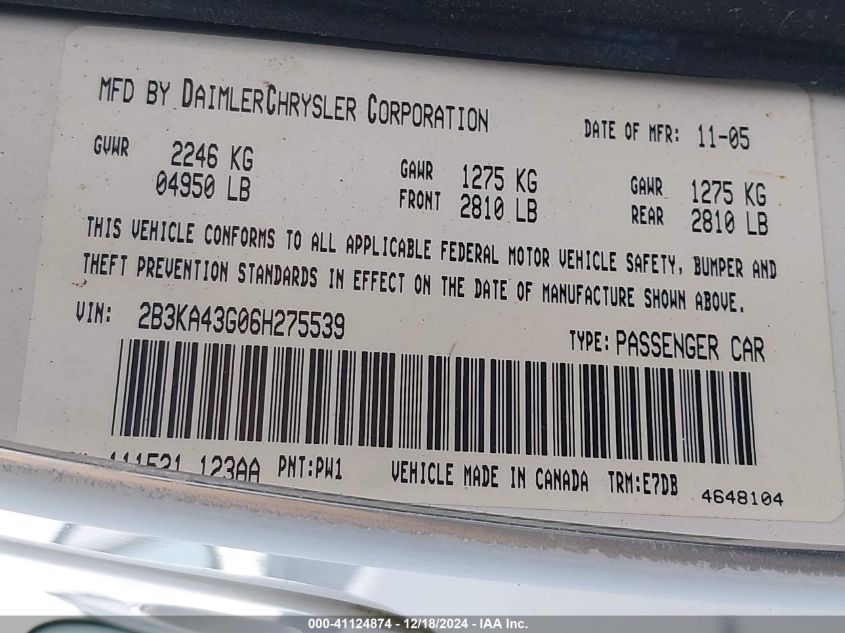 MFD BY DAIMLERCHRYSLER CORPORATION DATE OF MFR: 11-05
GVWR 2246 KG GAWR 1275 KG GAWR 1275 KG
04950 LB FRONT 2810 LB REAR 2810 LB
THIS VEHICLE CONFORMS TO ALL APPLICABLE FEDERAL MOTOR VEHICLE SAFETY, BUMPER AND
THEFT PREVENTION STANDARDS IN EFFECT ON THE DATE OF MANUFACTURE SHOWN ABOVE.
VIN: 2B3KA43G06H275539 TYPE: PASSENGER CAR
111521 123AA PNT:PW1 VEHICLE MADE IN CANADA TRM:E7DB
4648104
000-41124874 - 12/18/2024 - IAA Inc.